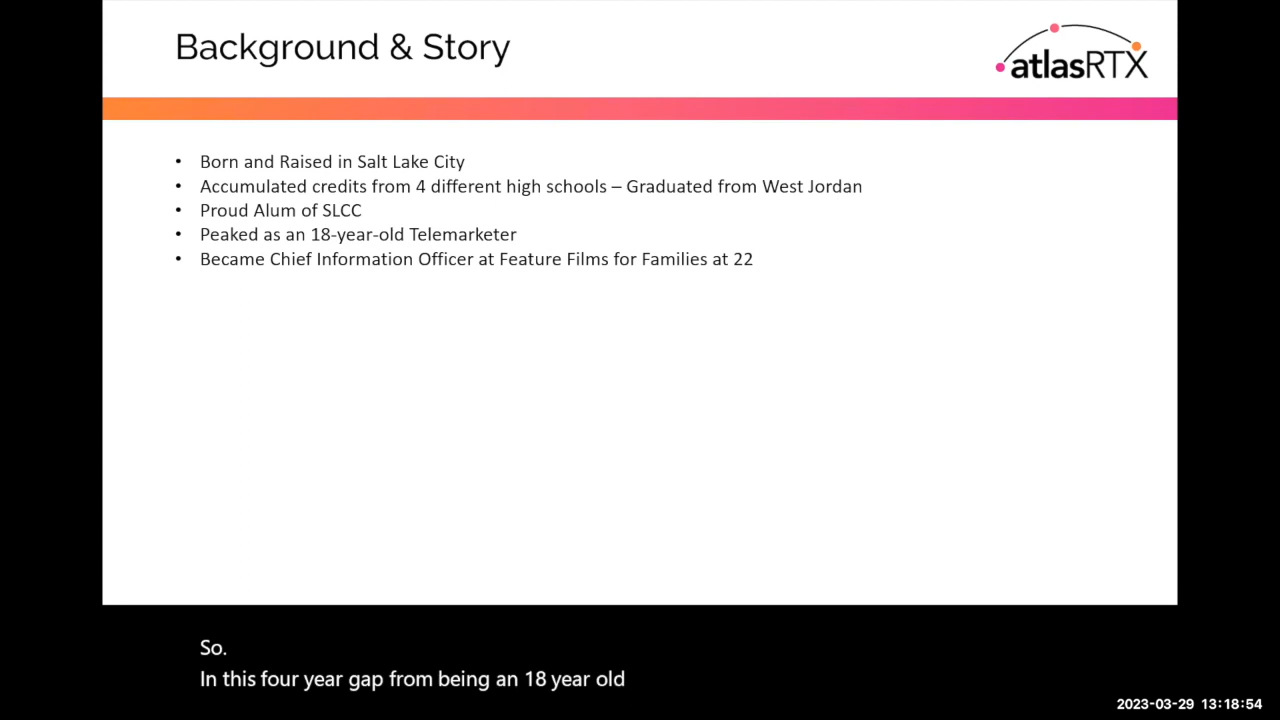 Background & Story
atlasRTX
• Born and Raised in Salt Lake City
• Accumulated credits from 4 different high schools – Graduated from West Jordan
• Proud Alum of SLCC
• Peaked as an 18-year-old Telemarketer
• Became Chief Information Officer at Feature Films for Families at 22
So.
In this four year gap from being an 18 year old
2023-03-29 13:18:54